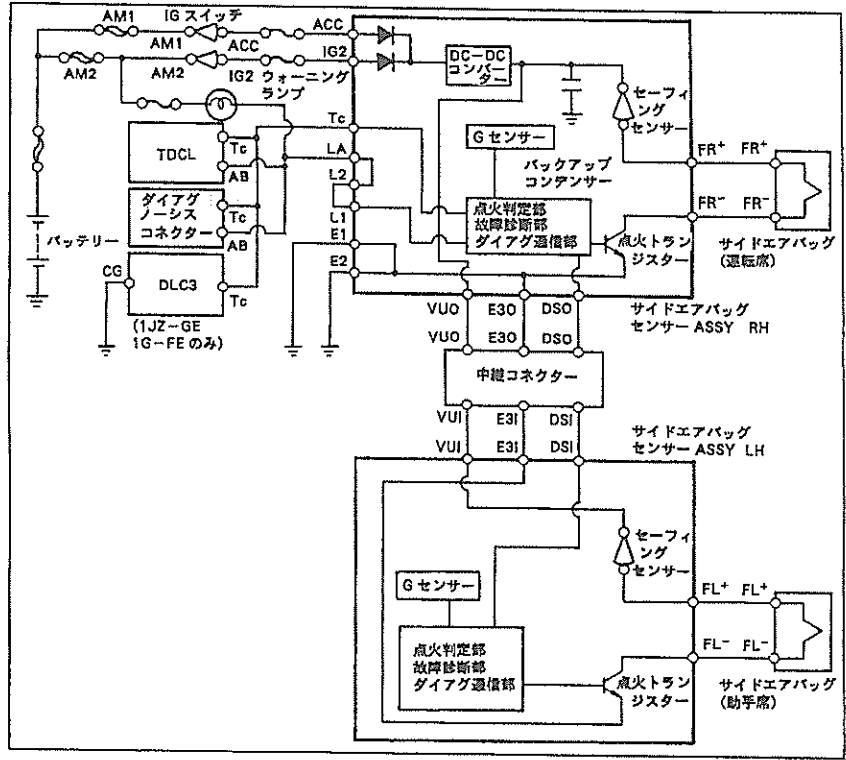 AM1
IG スイッチ
ACC
AM1
ACC
IG2
AM2
AM2
IG2
ウォーニング
ランプ
DC-DC
コンバー
ター
セーフィ
ング
センサー
Tc
TDCL
Tc
AB
LA
L2
L1
E1
E2
G センサー
バックアップ
コンデンサー
FR+
FR+
FR-
FR-
ダイアグ
ノーシス
コネクター
Tc
AB
バッテリー
点火判定部
故障診断部
ダイアグ通信部
点火トラン
ジスター
サイドエアバッグ
(運転席)
CG
DLC3
Tc
(1JZ-GE
1G-FE のみ)
VUO
E3O
DSO
VUO
E3O
DSO
サイドエアバッグ
センサー ASSY RH
中継コネクター
VUI
E3I
DSI
VUI
E3I
DSI
サイドエアバッグ
センサー ASSY LH
セーフィ
ング
センサー
G センサー
FL+
FL+
FL-
FL-
点火判定部
故障診断部
ダイアグ通信部
点火トラン
ジスター
サイドエアバッグ
(助手席)